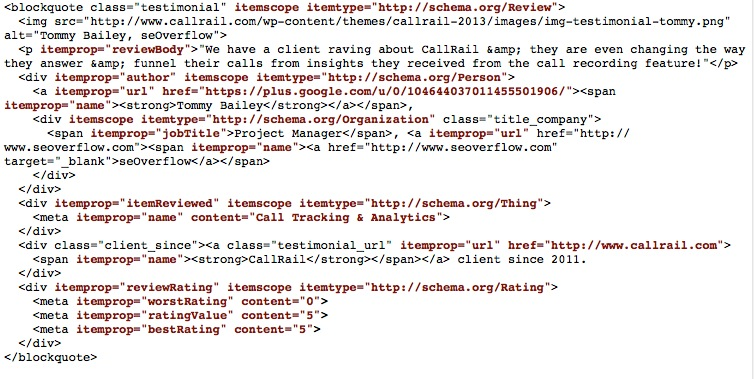 <blockquote class="testimonial" itemscope itemtype="http://schema.org/Review">
<img src="http://www.callrail.com/wp-content/themes/callrail-2013/images/img-testimonial-tommy.png"
alt="Tommy Bailey, seOverflow">
<p itemprop="reviewBody">"We have a client raving about CallRail &amp; they are even changing the way
they answer &amp; funnel their calls from insights they received from the call recording feature!"</p>
<div itemprop="author" itemscope itemtype="http://schema.org/Person">
<a itemprop="url" href="https://plus.google.com/u/0/104644037011455501906/"><span
itemprop="name"><strong>Tommy Bailey</strong></a></span>,
<div itemscope itemtype="http://schema.org/Organization" class="title_company">
<span itemprop="jobTitle">Project Manager</span>, <a itemprop="url" href="http://
www.seoverflow.com"><span itemprop="name"><a href="http://www.seoverflow.com"
target="_blank">seOverflow</a></span>
</div>
</div>
<div itemprop="itemReviewed" itemscope itemtype="http://schema.org/Thing">
<meta itemprop="name" content="Call Tracking & Analytics">
</div>
<div class="client_since"><a class="testimonial_url" itemprop="url" href="http://www.callrail.com">
<span itemprop="name"><strong>CallRail</strong></span></a> client since 2011.
</div>
<div itemprop="reviewRating" itemscope itemtype="http://schema.org/Rating">
<meta itemprop="worstRating" content="0">
<meta itemprop="ratingValue" content="5">
<meta itemprop="bestRating" content="5">
</div>
</blockquote>